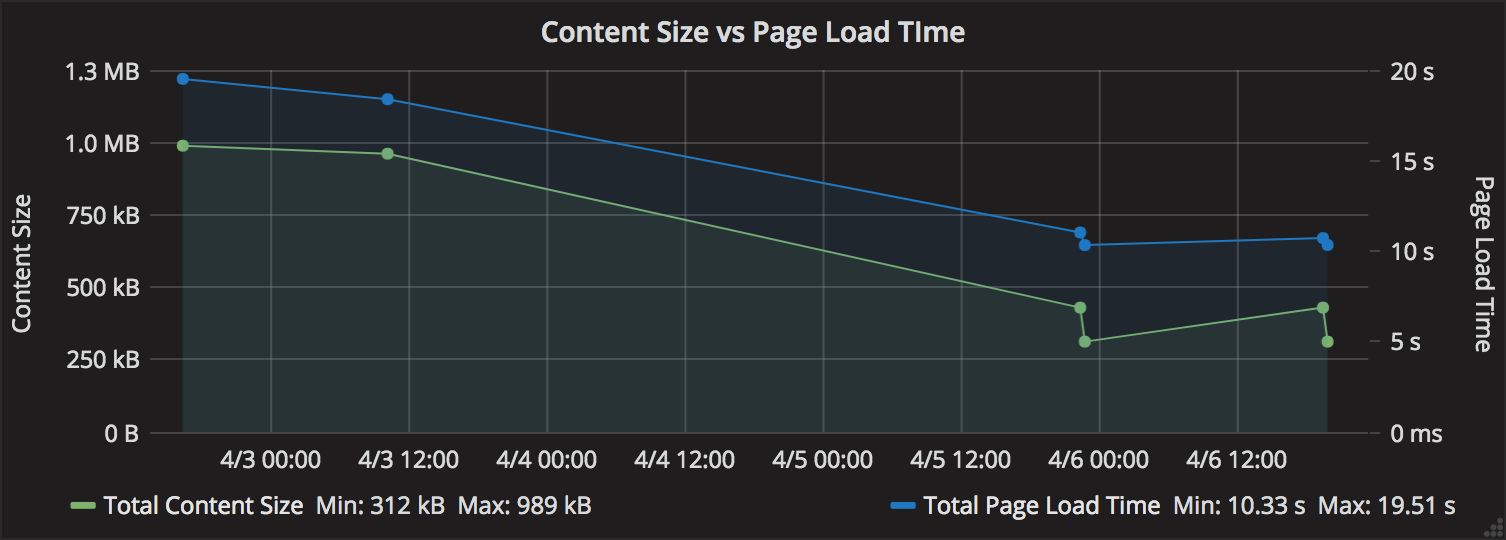 Content Size vs Page Load TIme
1.3 MB
1.0 MB
750 kB
500 kB
250 kB
0 B
Content Size
20 s
15 s
10 s
5 s
0 ms
Page Load Time
4/3 00:00 4/3 12:00 4/4 00:00 4/4 12:00 4/5 00:00 4/5 12:00 4/6 00:00 4/6 12:00
Total Content Size Min: 312 kB Max: 989 kB Total Page Load Time Min: 10.33 s Max: 19.51 s